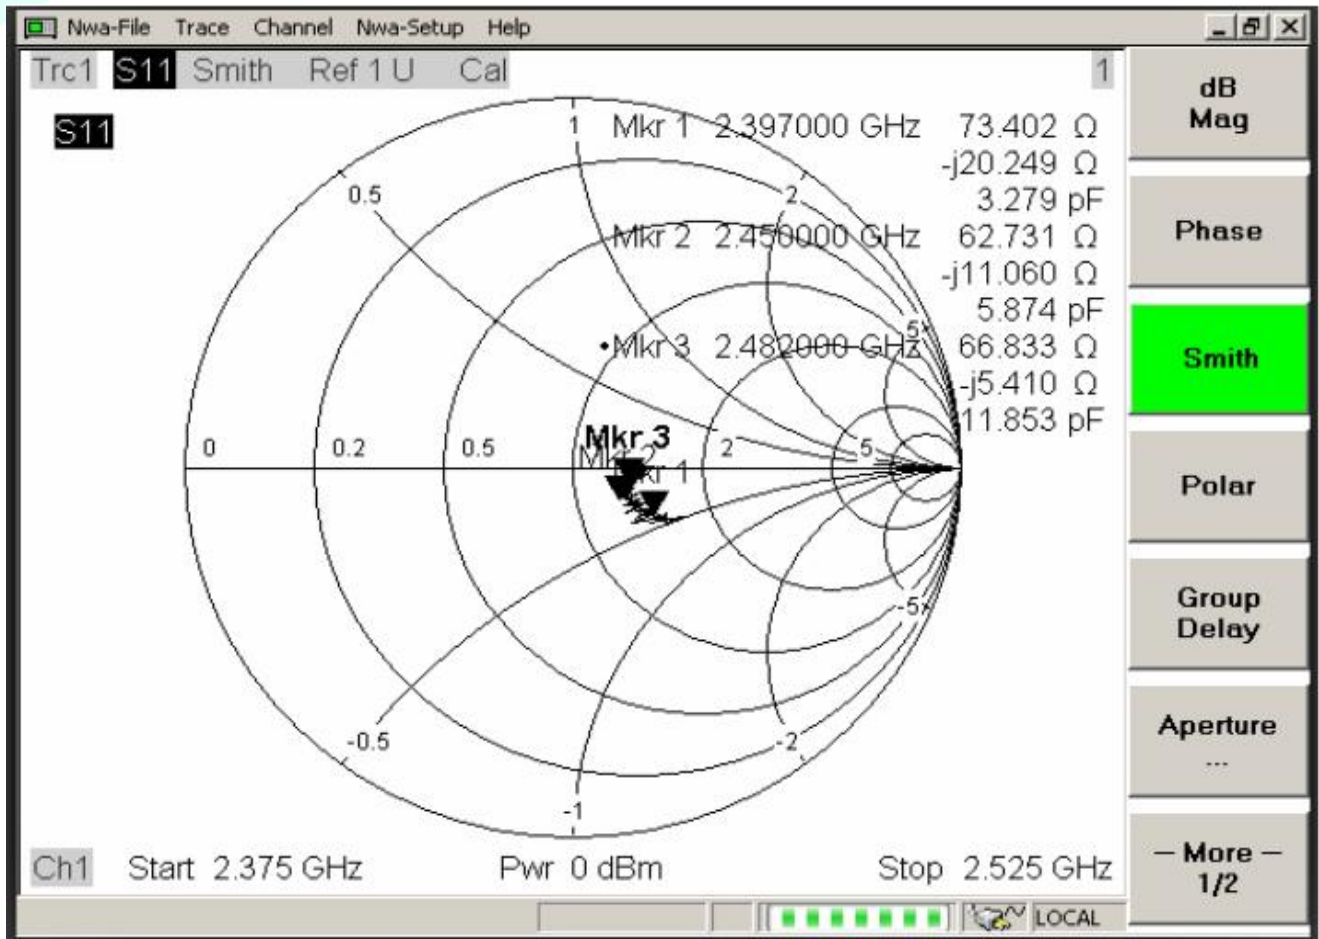 Nwa-File Trace Channel Nwa-Setup Help
Trc1 S11 Smith Ref 1 U Cal 1
S11
Mkr 1 2.397000 GHz 73.402 Ω
-j20.249 Ω
3.279 pF
Mkr 2 2.450000 GHz 62.731 Ω
-j11.060 Ω
5.874 pF
•Mkr 3 2.482000 GHz 66.833 Ω
-j5.410 Ω
11.853 pF
1
0.5
2
5
Mkr 3
Mkr 2
Mkr 1
0 0.2 0.5 2 5
-5
-0.5
-2
-1
Ch1 Start 2.375 GHz Pwr 0 dBm Stop 2.525 GHz
LOCAL
dB
Mag
Phase
Smith
Polar
Group
Delay
Aperture
...
— More —
1/2